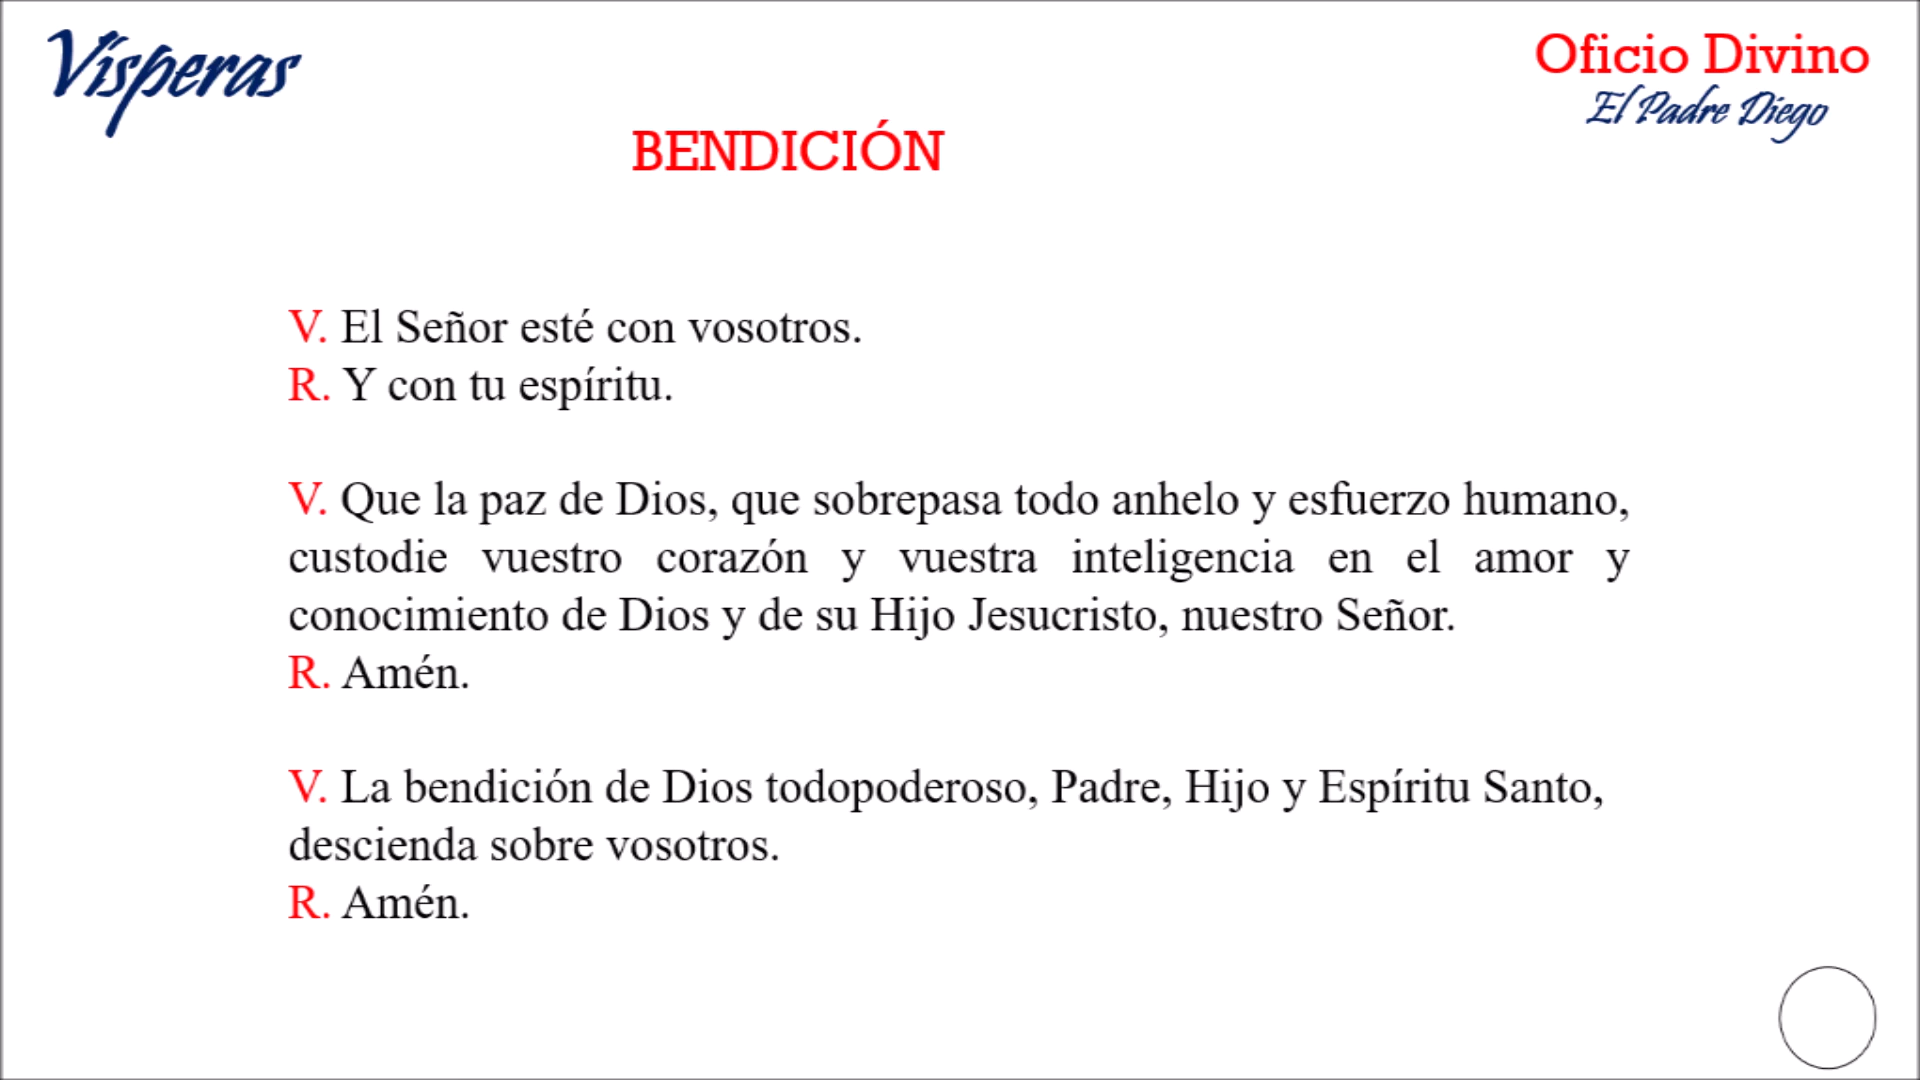 Vísperas
Oficio Divino
El Padre Diego
BENDICIÓN
V. El Señor esté con vosotros.
R. Y con tu espíritu.
V. Que la paz de Dios, que sobrepasa todo anhelo y esfuerzo humano,
custodie vuestro corazón y vuestra inteligencia en el amor y
conocimiento de Dios y de su Hijo Jesucristo, nuestro Señor.
R. Amén.
V. La bendición de Dios todopoderoso, Padre, Hijo y Espíritu Santo,
descienda sobre vosotros.
R. Amén.